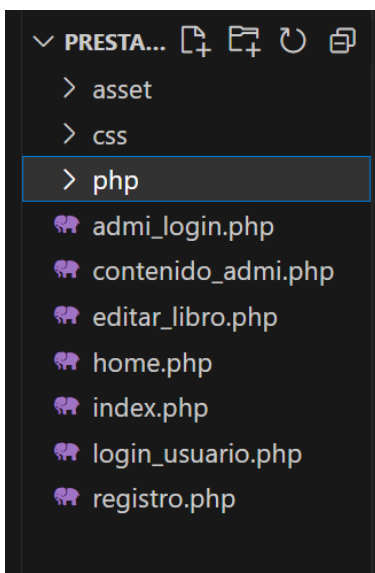 PRESTA...
asset
css
php
admi_login.php
contenido_admi.php
editar_libro.php
home.php
index.php
login_usuario.php
registro.php